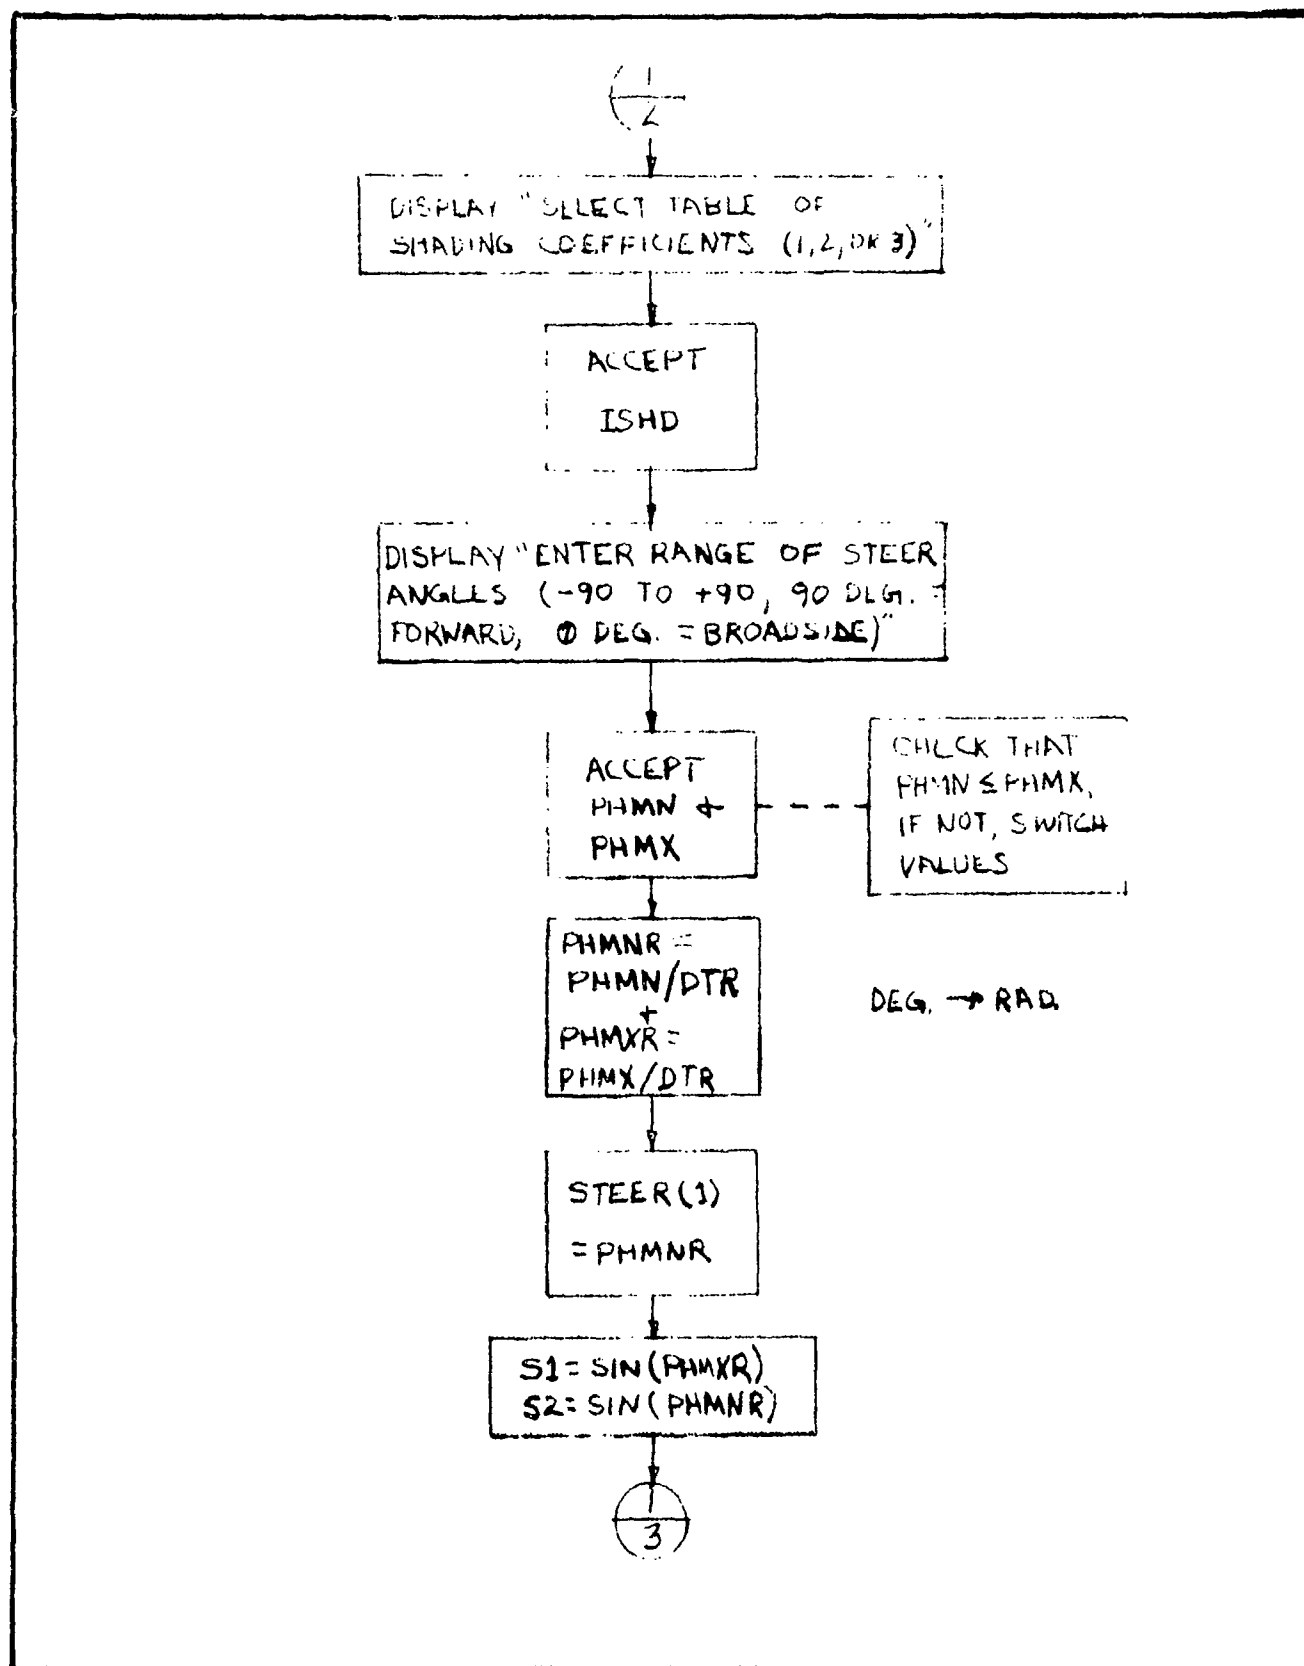 1
2
DISPLAY "SELECT TABLE OF
SHADING COEFFICIENTS (1,2,OR 3)"
ACCEPT
ISHD
DISPLAY "ENTER RANGE OF STEER
ANGLES (-90 TO +90, 90 DEG. =
FORWARD, 0 DEG. = BROADSIDE)"
ACCEPT
PHMN +
PHMX
CHECK THAT
PHMN ≤ PHMX,
IF NOT, SWITCH
VALUES
PHMNR =
PHMN/DTR
+
PHMXR =
PHMX/DTR
DEG. → RAD.
STEER(1)
= PHMNR
S1 = SIN(PHMXR)
S2 = SIN(PHMNR)
1
3